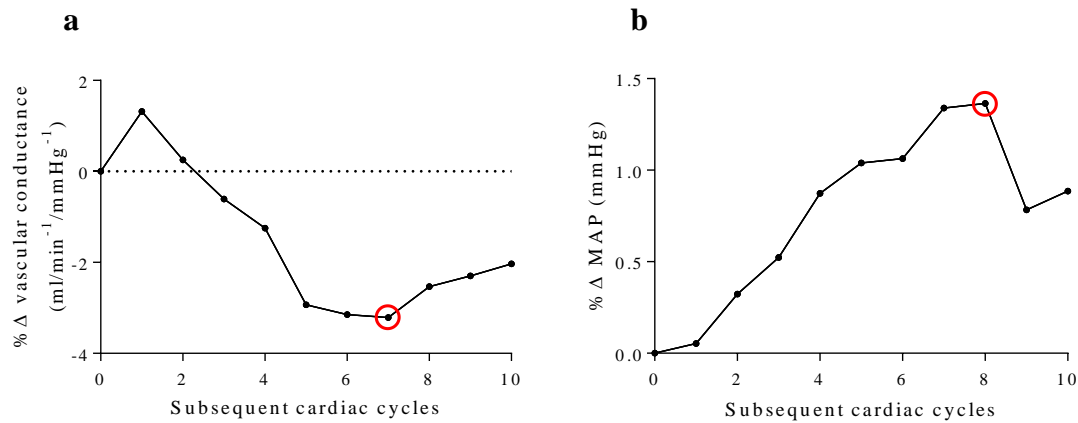 a
% Δ vascular conductance
(ml/min⁻¹/mmHg⁻¹)
2
0
-2
-4
0 2 4 6 8 10
Subsequent cardiac cycles
b
% Δ MAP (mmHg)
1.5
1.0
0.5
0.0
0 2 4 6 8 10
Subsequent cardiac cycles